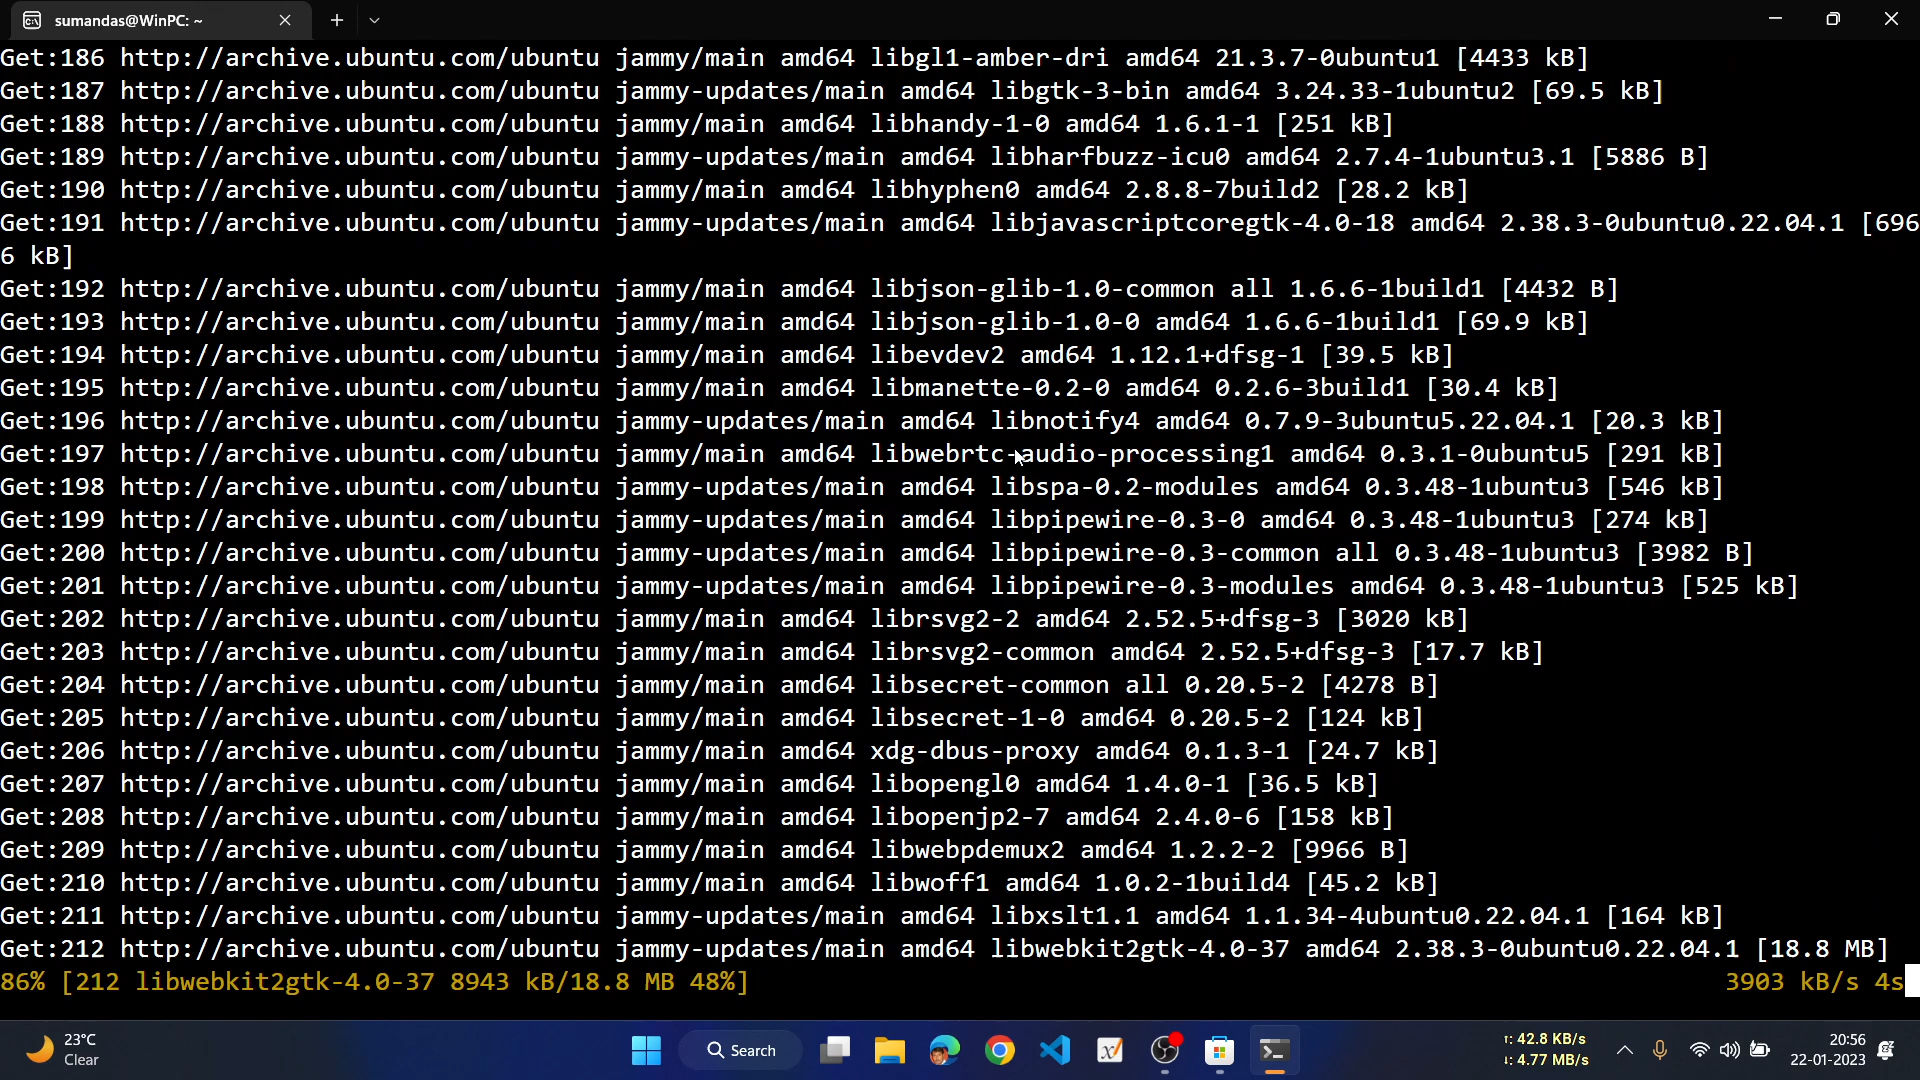 sumandas@WinPC: ~
Get:186 http://archive.ubuntu.com/ubuntu jammy/main amd64 libgl1-amber-dri amd64 21.3.7-0ubuntu1 [4433 kB]
Get:187 http://archive.ubuntu.com/ubuntu jammy-updates/main amd64 libgtk-3-bin amd64 3.24.33-1ubuntu2 [69.5 kB]
Get:188 http://archive.ubuntu.com/ubuntu jammy/main amd64 libhandy-1-0 amd64 1.6.1-1 [251 kB]
Get:189 http://archive.ubuntu.com/ubuntu jammy-updates/main amd64 libharfbuzz-icu0 amd64 2.7.4-1ubuntu3.1 [5886 B]
Get:190 http://archive.ubuntu.com/ubuntu jammy/main amd64 libhyphen0 amd64 2.8.8-7build2 [28.2 kB]
Get:191 http://archive.ubuntu.com/ubuntu jammy-updates/main amd64 libjavascriptcoregtk-4.0-18 amd64 2.38.3-0ubuntu0.22.04.1 [696
6 kB]
Get:192 http://archive.ubuntu.com/ubuntu jammy/main amd64 libjson-glib-1.0-common all 1.6.6-1build1 [4432 B]
Get:193 http://archive.ubuntu.com/ubuntu jammy/main amd64 libjson-glib-1.0-0 amd64 1.6.6-1build1 [69.9 kB]
Get:194 http://archive.ubuntu.com/ubuntu jammy/main amd64 libevdev2 amd64 1.12.1+dfsg-1 [39.5 kB]
Get:195 http://archive.ubuntu.com/ubuntu jammy/main amd64 libmanette-0.2-0 amd64 0.2.6-3build1 [30.4 kB]
Get:196 http://archive.ubuntu.com/ubuntu jammy-updates/main amd64 libnotify4 amd64 0.7.9-3ubuntu5.22.04.1 [20.3 kB]
Get:197 http://archive.ubuntu.com/ubuntu jammy/main amd64 libwebrtc-audio-processing1 amd64 0.3.1-0ubuntu5 [291 kB]
Get:198 http://archive.ubuntu.com/ubuntu jammy-updates/main amd64 libspa-0.2-modules amd64 0.3.48-1ubuntu3 [546 kB]
Get:199 http://archive.ubuntu.com/ubuntu jammy-updates/main amd64 libpipewire-0.3-0 amd64 0.3.48-1ubuntu3 [274 kB]
Get:200 http://archive.ubuntu.com/ubuntu jammy-updates/main amd64 libpipewire-0.3-common all 0.3.48-1ubuntu3 [3982 B]
Get:201 http://archive.ubuntu.com/ubuntu jammy-updates/main amd64 libpipewire-0.3-modules amd64 0.3.48-1ubuntu3 [525 kB]
Get:202 http://archive.ubuntu.com/ubuntu jammy/main amd64 librsvg2-2 amd64 2.52.5+dfsg-3 [3020 kB]
Get:203 http://archive.ubuntu.com/ubuntu jammy/main amd64 librsvg2-common amd64 2.52.5+dfsg-3 [17.7 kB]
Get:204 http://archive.ubuntu.com/ubuntu jammy/main amd64 libsecret-common all 0.20.5-2 [4278 B]
Get:205 http://archive.ubuntu.com/ubuntu jammy/main amd64 libsecret-1-0 amd64 0.20.5-2 [124 kB]
Get:206 http://archive.ubuntu.com/ubuntu jammy/main amd64 xdg-dbus-proxy amd64 0.1.3-1 [24.7 kB]
Get:207 http://archive.ubuntu.com/ubuntu jammy/main amd64 libopengl0 amd64 1.4.0-1 [36.5 kB]
Get:208 http://archive.ubuntu.com/ubuntu jammy/main amd64 libopenjp2-7 amd64 2.4.0-6 [158 kB]
Get:209 http://archive.ubuntu.com/ubuntu jammy/main amd64 libwebpdemux2 amd64 1.2.2-2 [9966 B]
Get:210 http://archive.ubuntu.com/ubuntu jammy/main amd64 libwoff1 amd64 1.0.2-1build4 [45.2 kB]
Get:211 http://archive.ubuntu.com/ubuntu jammy-updates/main amd64 libxslt1.1 amd64 1.1.34-4ubuntu0.22.04.1 [164 kB]
Get:212 http://archive.ubuntu.com/ubuntu jammy-updates/main amd64 libwebkit2gtk-4.0-37 amd64 2.38.3-0ubuntu0.22.04.1 [18.8 MB]
86% [212 libwebkit2gtk-4.0-37 8943 kB/18.8 MB 48%] 3903 kB/s 4s
23°C
Clear
Search
↑: 42.8 KB/s
↓: 4.77 MB/s
20:56
22-01-2023